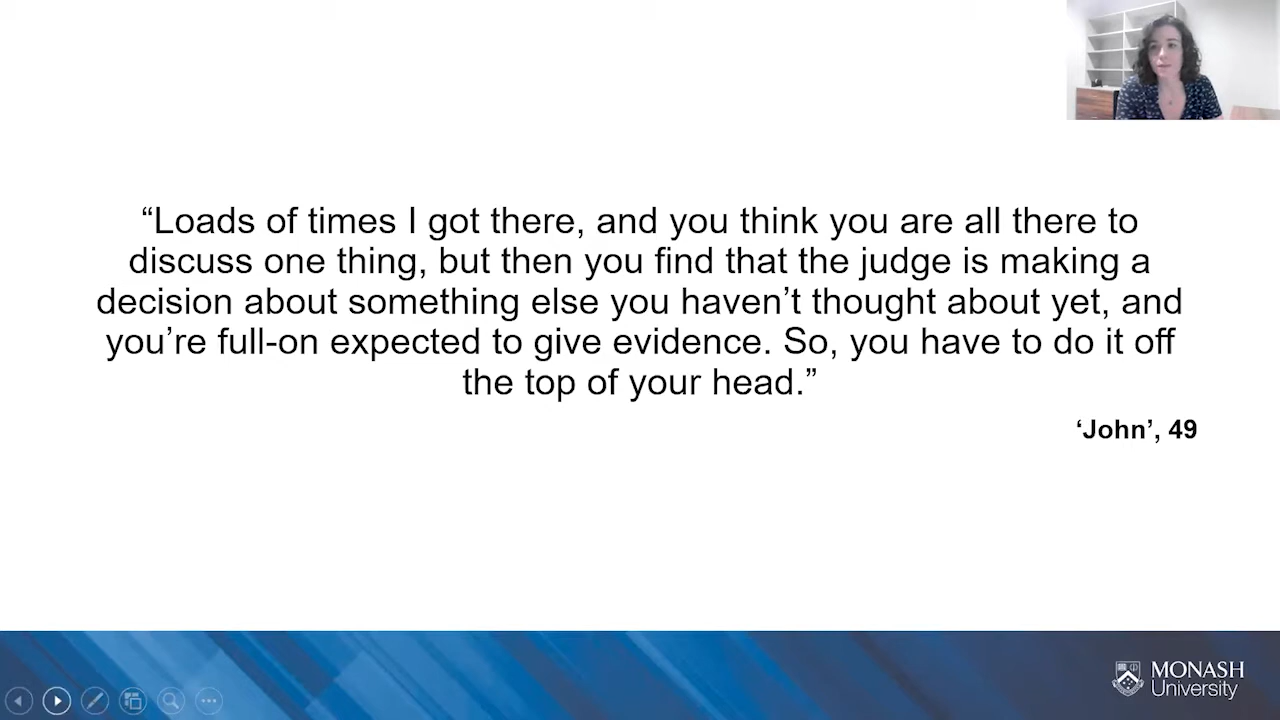 “Loads of times I got there, and you think you are all there to
discuss one thing, but then you find that the judge is making a
decision about something else you haven’t thought about yet, and
you’re full-on expected to give evidence. So, you have to do it off
the top of your head.”
‘John’, 49
MONASH
University